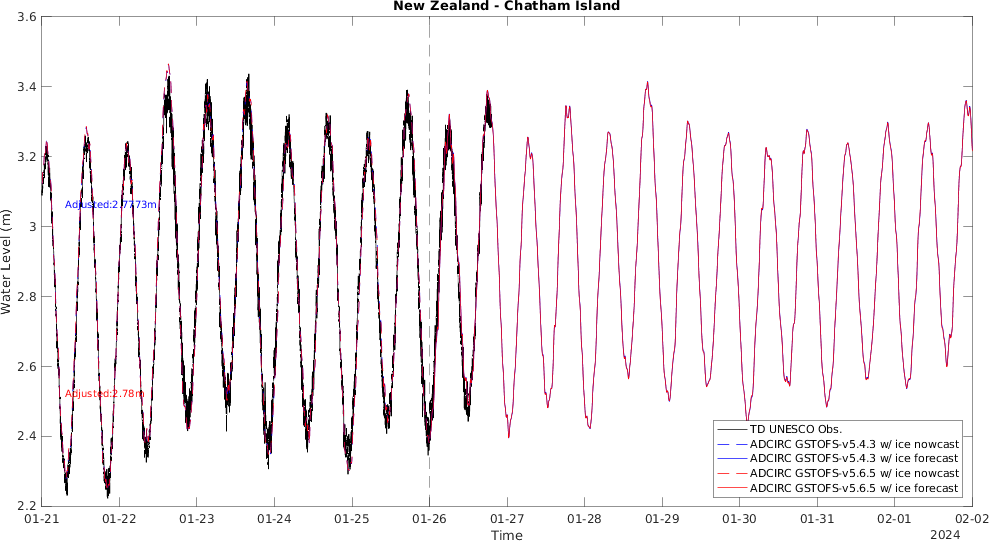 New Zealand - Chatham Island
3.6
3.4
3.2
3
2.8
2.6
2.4
2.2
Water Level (m)
Adjusted:2.7773m
Adjusted:2.78m
TD UNESCO Obs.
ADCIRC GSTOFS-v5.4.3 w/ ice nowcast
ADCIRC GSTOFS-v5.4.3 w/ ice forecast
ADCIRC GSTOFS-v5.6.5 w/ ice nowcast
ADCIRC GSTOFS-v5.6.5 w/ ice forecast
01-21 01-22 01-23 01-24 01-25 01-26 01-27 01-28 01-29 01-30 01-31 02-01 02-02
Time
2024